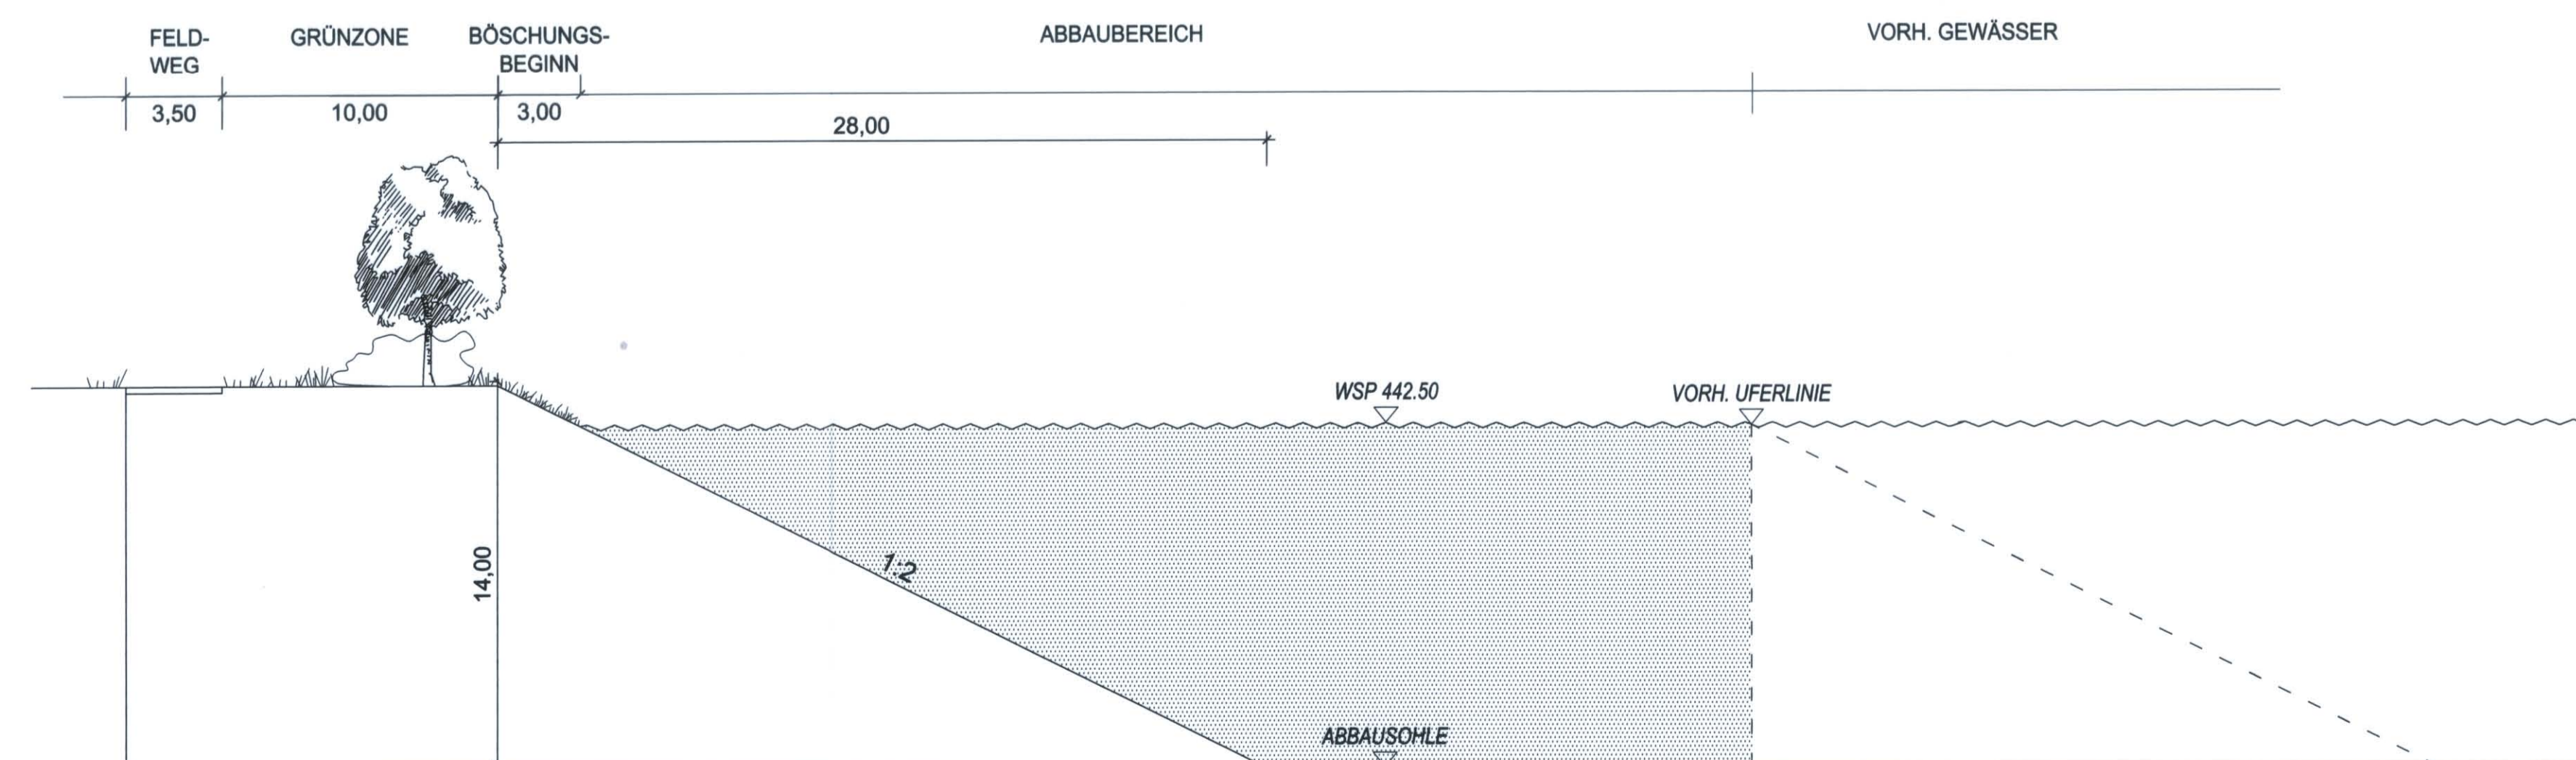 FELD-
WEG
GRÜNZONE
BÖSCHUNGS-
BEGINN
ABBAUBEREICH
VORH. GEWÄSSER
3,50
10,00
3,00
28,00
WSP 442.50
VORH. UFERLINIE
14,00
1:2
ABBAUSOHLE